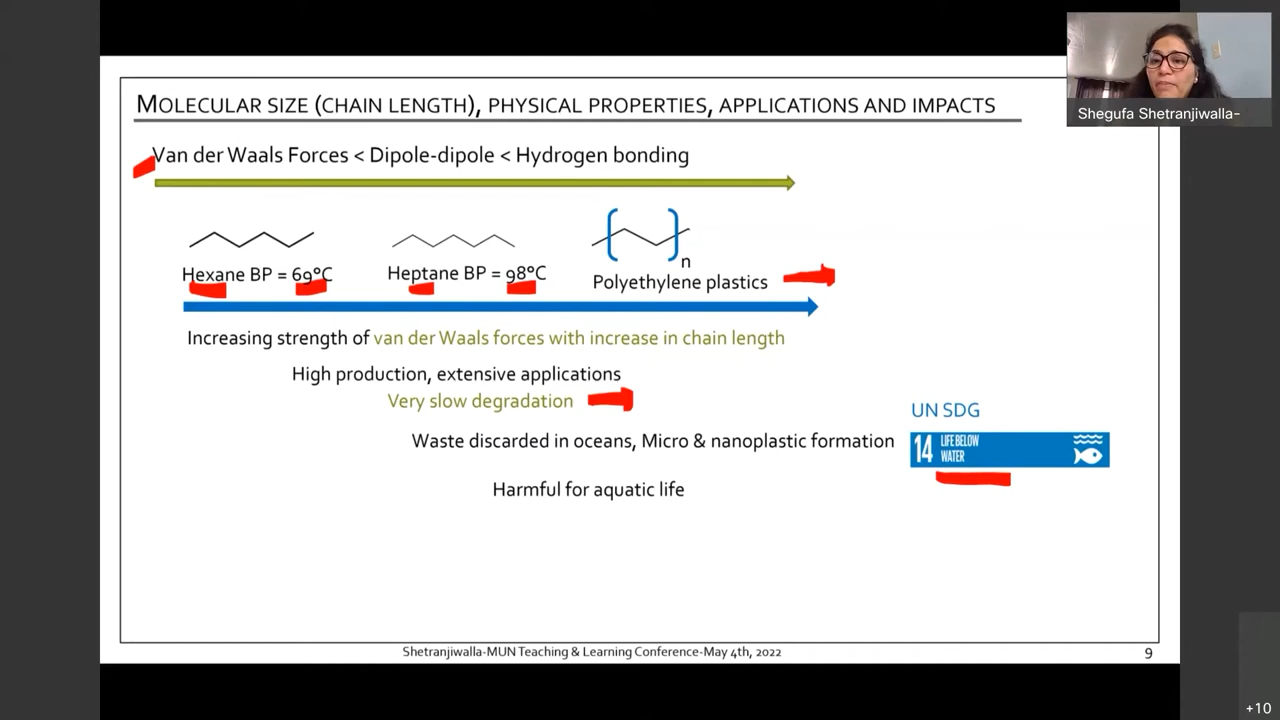 Shegufa Shetranjiwalla-
MOLECULAR SIZE (CHAIN LENGTH), PHYSICAL PROPERTIES, APPLICATIONS AND IMPACTS
Van der Waals Forces < Dipole-dipole < Hydrogen bonding
n
Hexane BP = 69°C
Heptane BP = 98°C
Polyethylene plastics
Increasing strength of van der Waals forces with increase in chain length
High production, extensive applications
Very slow degradation
UN SDG
Waste discarded in oceans, Micro & nanoplastic formation
14 LIFE BELOW
WATER
Harmful for aquatic life
Shetranjiwalla-MUN Teaching & Learning Conference-May 4th, 2022
9
+10